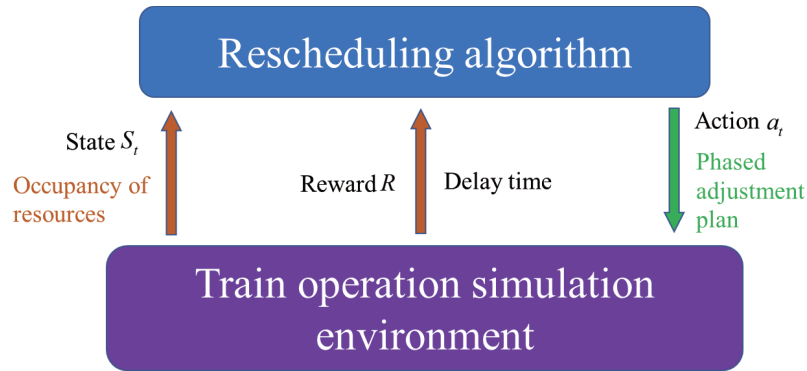 Rescheduling algorithm
State S_t
Occupancy of
resources
Reward R
Delay time
Action a_t
Phased
adjustment
plan
Train operation simulation
environment